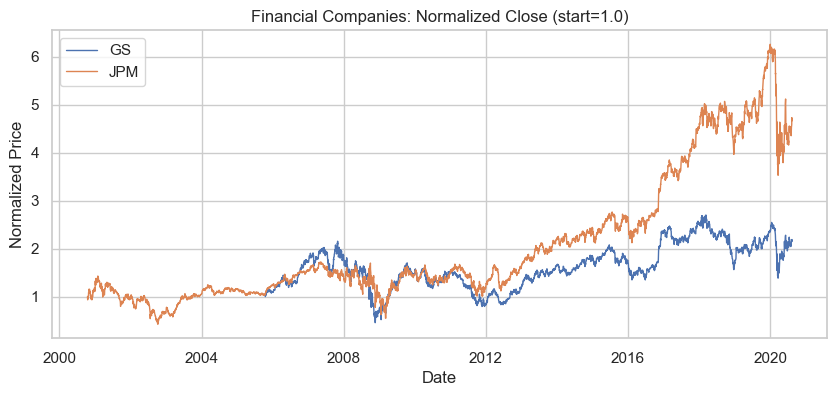 Financial Companies: Normalized Close (start=1.0)
GS
JPM
Normalized Price
6
5
4
3
2
1
2000
2004
2008
2012
2016
2020
Date